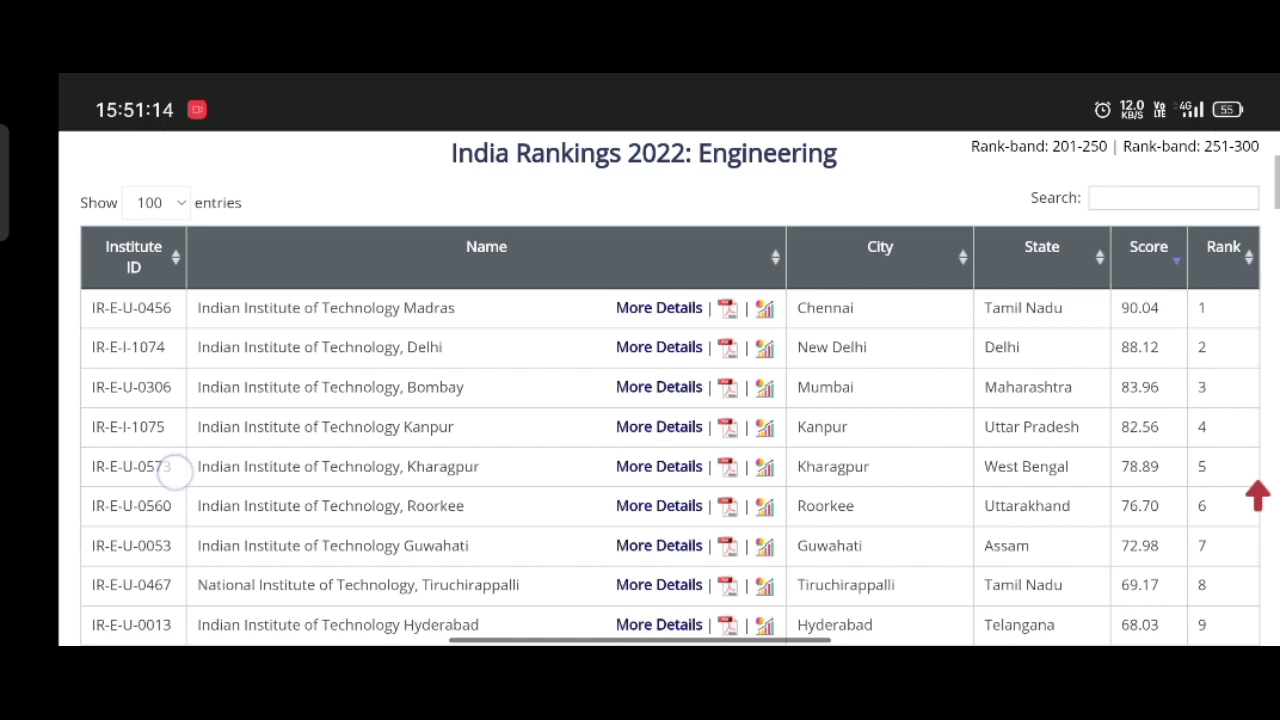 15:51:14 12.0 KB/S Vo LTE 4G 55
India Rankings 2022: Engineering
Rank-band: 201-250 | Rank-band: 251-300
Show 100 entries
Search:
Institute ID Name City State Score Rank
IR-E-U-0456 Indian Institute of Technology Madras More Details | | Chennai Tamil Nadu 90.04 1
IR-E-I-1074 Indian Institute of Technology, Delhi More Details | | New Delhi Delhi 88.12 2
IR-E-U-0306 Indian Institute of Technology, Bombay More Details | | Mumbai Maharashtra 83.96 3
IR-E-I-1075 Indian Institute of Technology Kanpur More Details | | Kanpur Uttar Pradesh 82.56 4
IR-E-U-0573 Indian Institute of Technology, Kharagpur More Details | | Kharagpur West Bengal 78.89 5
IR-E-U-0560 Indian Institute of Technology, Roorkee More Details | | Roorkee Uttarakhand 76.70 6
IR-E-U-0053 Indian Institute of Technology Guwahati More Details | | Guwahati Assam 72.98 7
IR-E-U-0467 National Institute of Technology, Tiruchirappalli More Details | | Tiruchirappalli Tamil Nadu 69.17 8
IR-E-U-0013 Indian Institute of Technology Hyderabad More Details | | Hyderabad Telangana 68.03 9